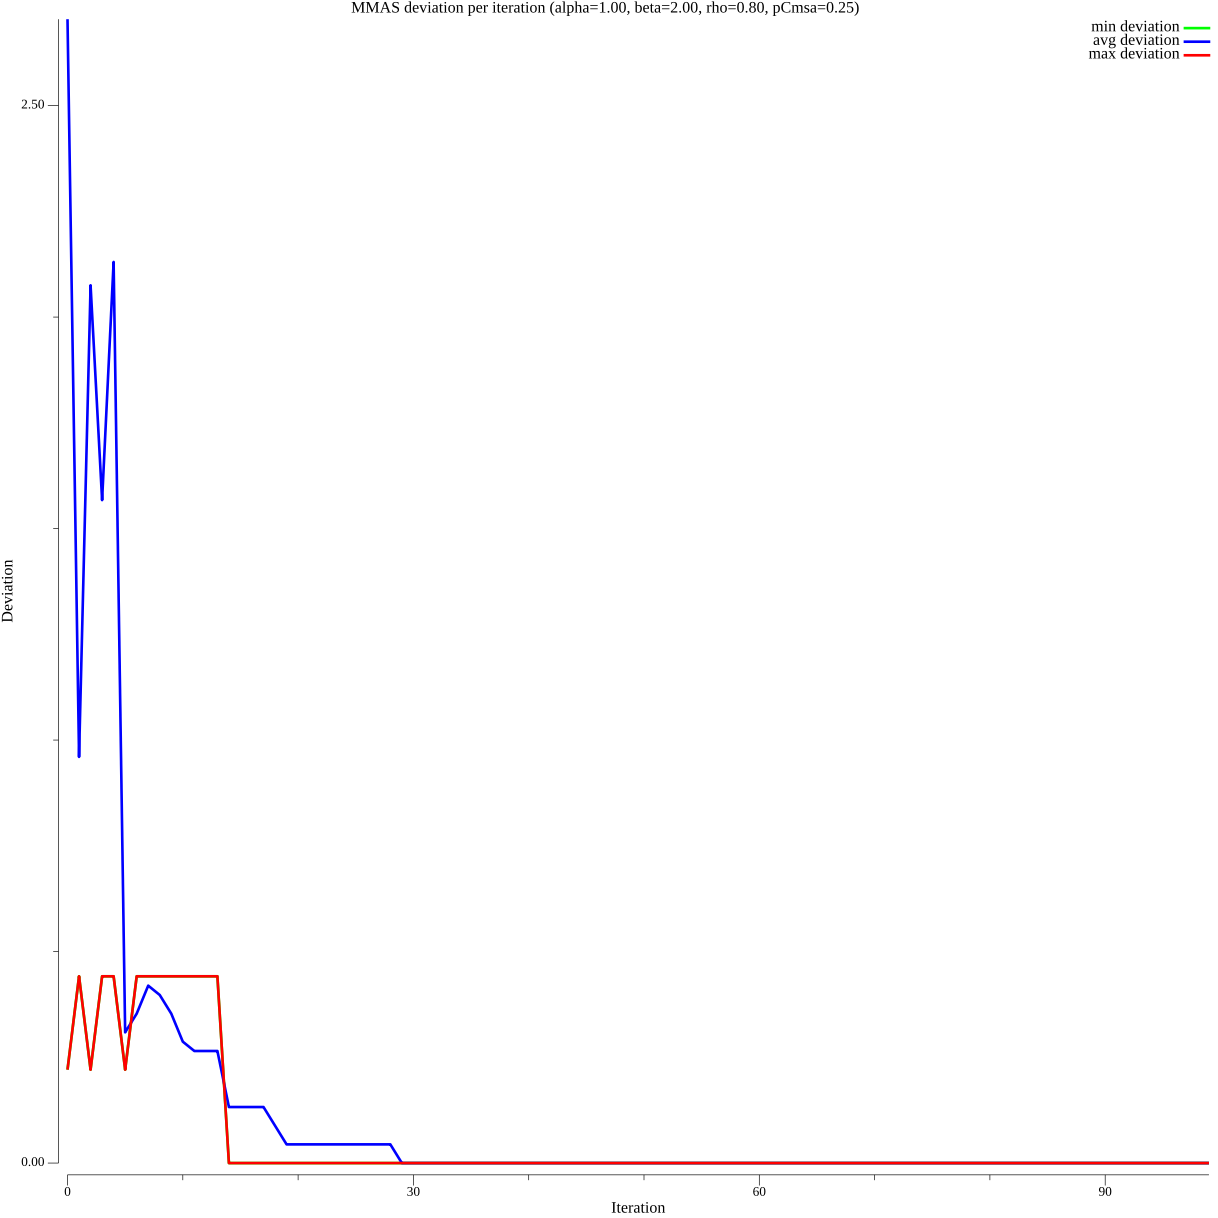 MMAS deviation per iteration (alpha=1.00, beta=2.00, rho=0.80, pCmsa=0.25)
min deviation
avg deviation
max deviation
2.50
Deviation
0.00
0 30 60 90
Iteration